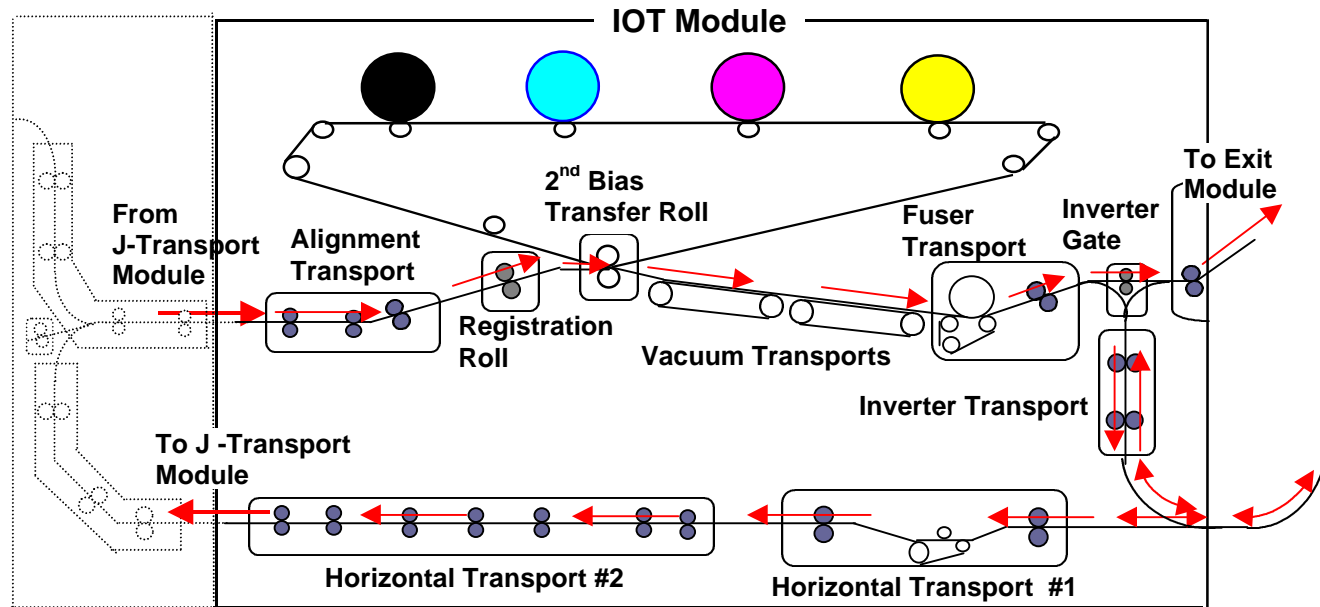 IOT Module
To Exit
Module
2nd Bias
Transfer Roll
From
J-Transport
Module
Alignment
Transport
Fuser
Transport
Inverter
Gate
Registration
Roll
Vacuum Transports
Inverter Transport
To J -Transport
Module
Horizontal Transport #2
Horizontal Transport #1